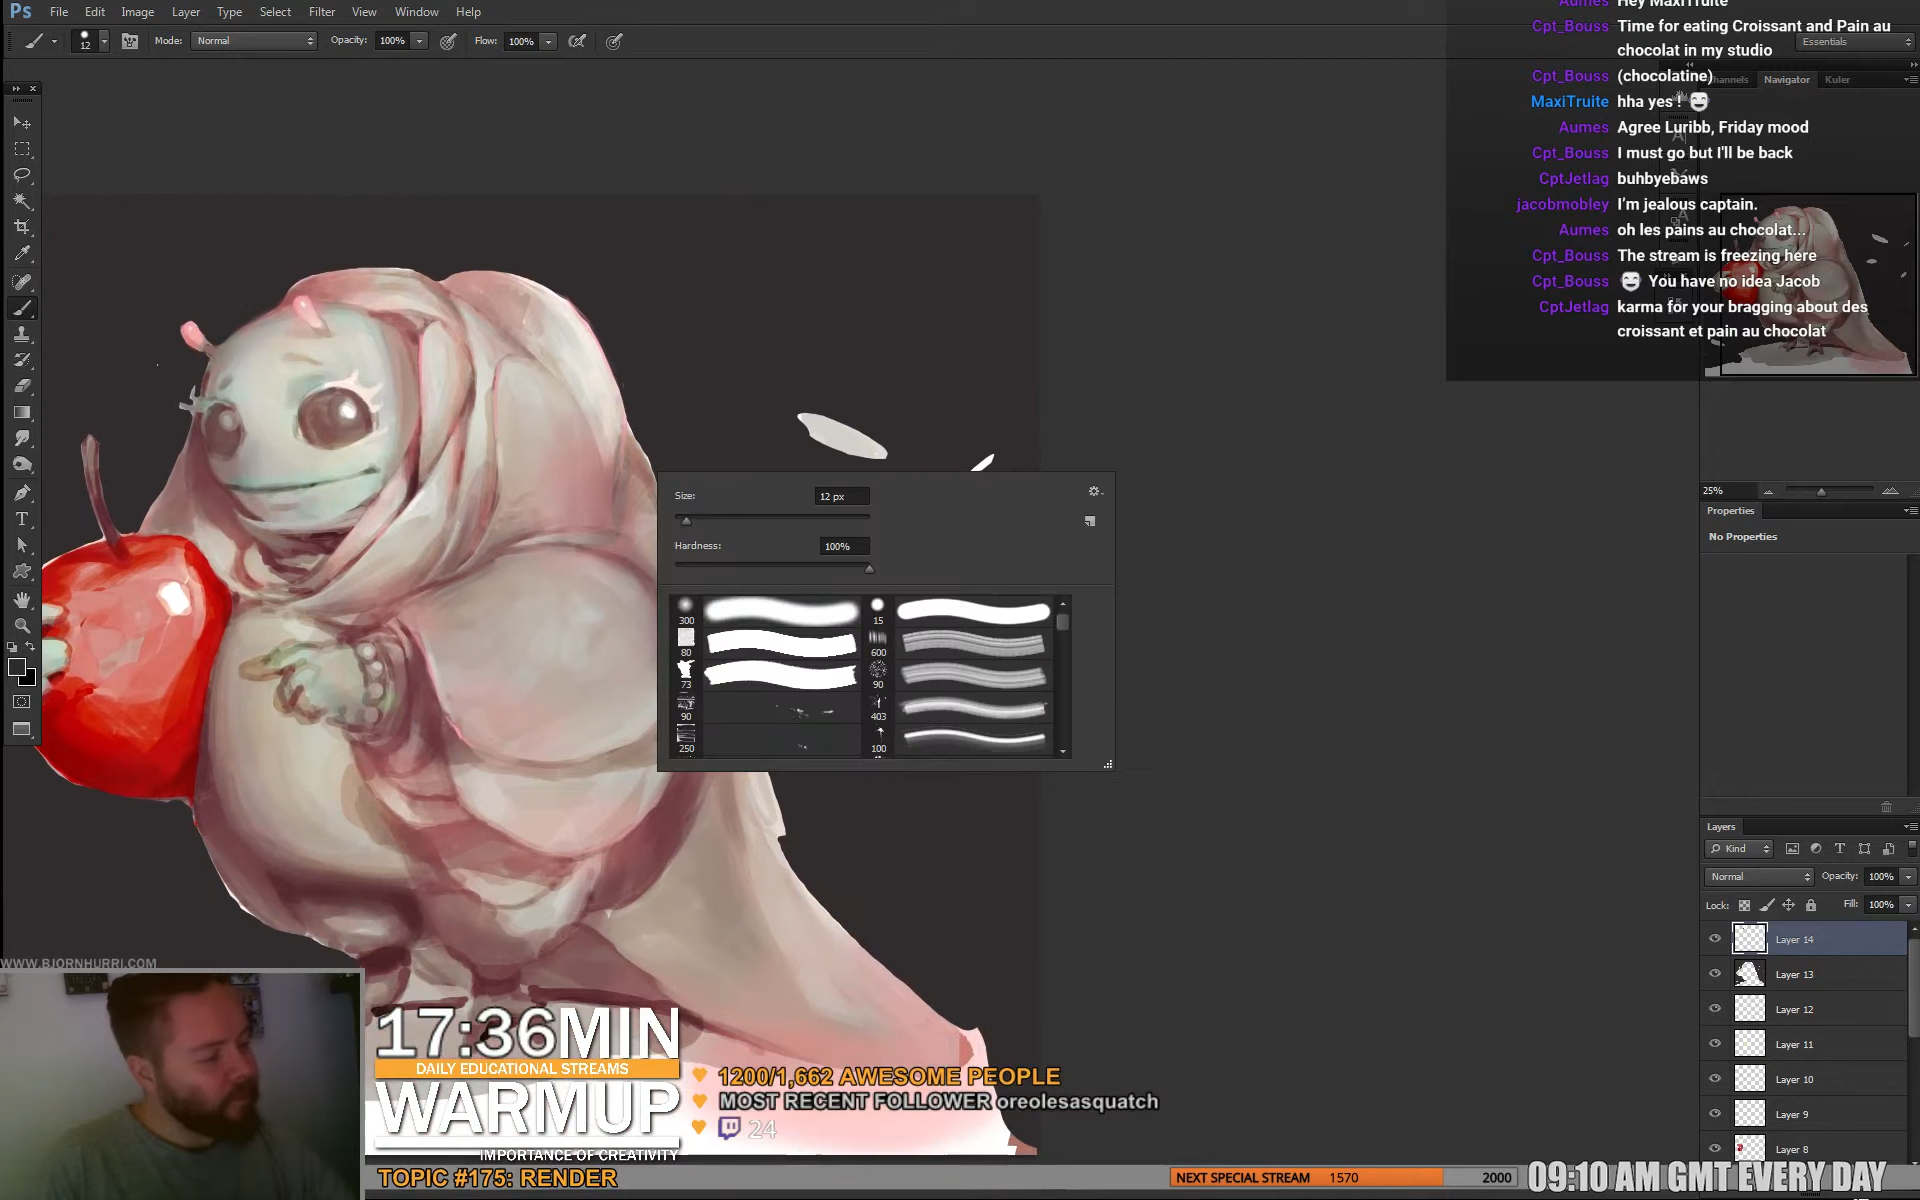 Ps File Edit Image Layer Type Select Filter View Window Help
12 Mode: Normal Opacity: 100% Flow: 100%
Essentials
Aumes Hey MaxiTruite
Cpt_Bouss Time for eating Croissant and Pain au
chocolat in my studio
Cpt_Bouss (chocolatine)
MaxiTruite hha yes !
Aumes Agree Luribb, Friday mood
Cpt_Bouss I must go but I'll be back
CptJetlag buhbyebaws
jacobmobley I'm jealous captain.
Aumes oh les pains au chocolat...
Cpt_Bouss The stream is freezing here
Cpt_Bouss You have no idea Jacob
CptJetlag karma for your bragging about des
croissant et pain au chocolat
Navigator Kuler
25%
Properties
No Properties
Size: 12 px
Hardness: 100%
300 15
80 600
73 90
90 403
250 100
Layers
Kind
Normal Opacity: 100%
Lock: Fill: 100%
Layer 14
Layer 13
Layer 12
Layer 11
Layer 10
Layer 9
Layer 8
WWW.BJORNHURRI.COM
17:36MIN
DAILY EDUCATIONAL STREAMS
WARMUP
IMPORTANCE OF CREATIVITY
TOPIC #175: RENDER
1200/1,662 AWESOME PEOPLE
MOST RECENT FOLLOWER oreolesasquatch
24
NEXT SPECIAL STREAM 1570 2000
09:10 AM GMT EVERY DAY